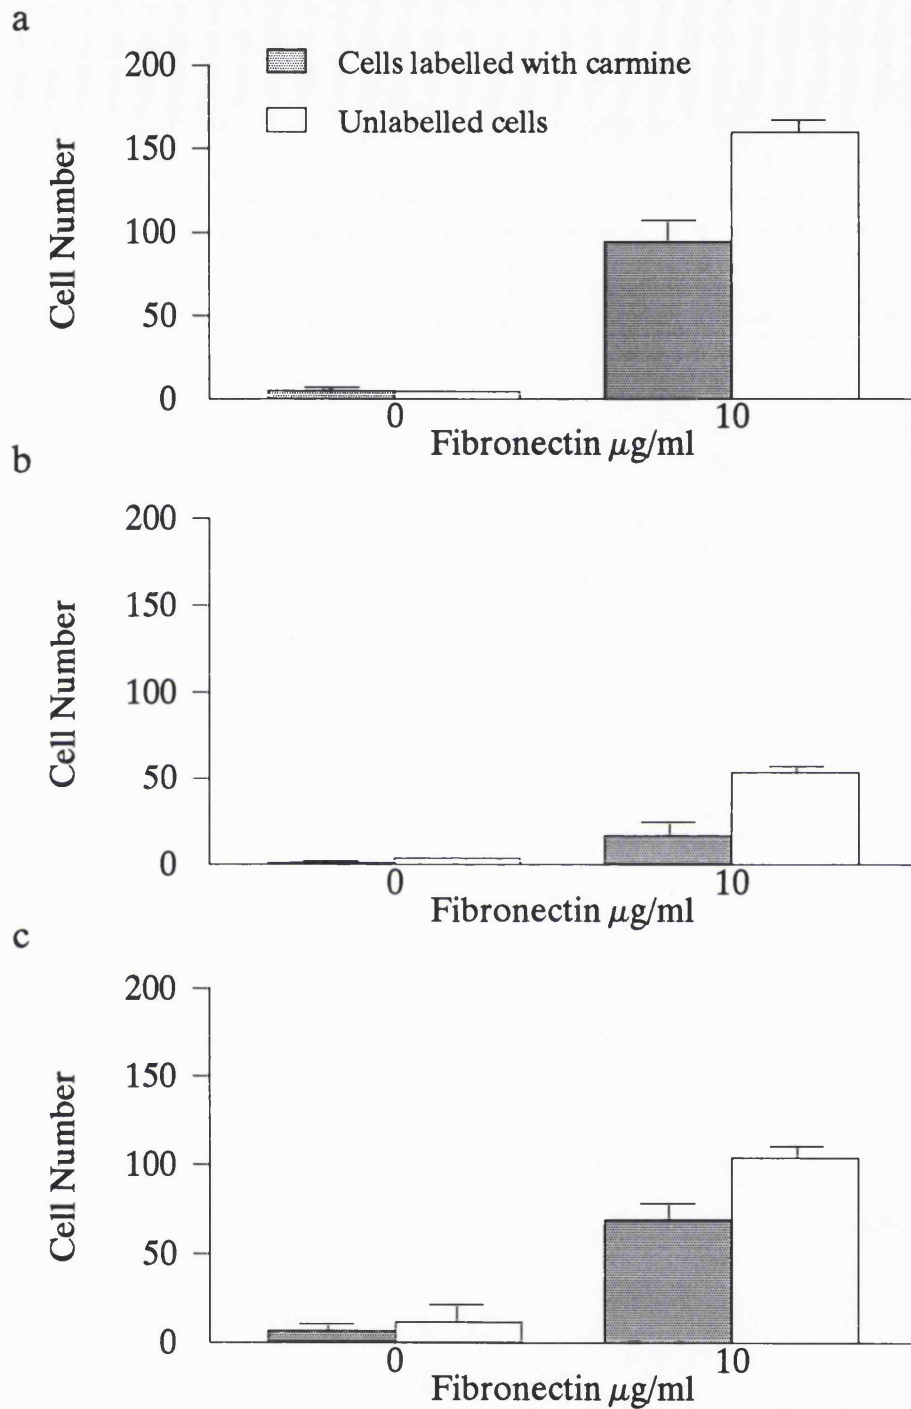 a
200
150
100
50
0
Cell Number
Cells labelled with carmine
Unlabelled cells
0 10
Fibronectin μg/ml
b
200
150
100
50
0
Cell Number
0 10
Fibronectin μg/ml
c
200
150
100
50
0
Cell Number
0 10
Fibronectin μg/ml